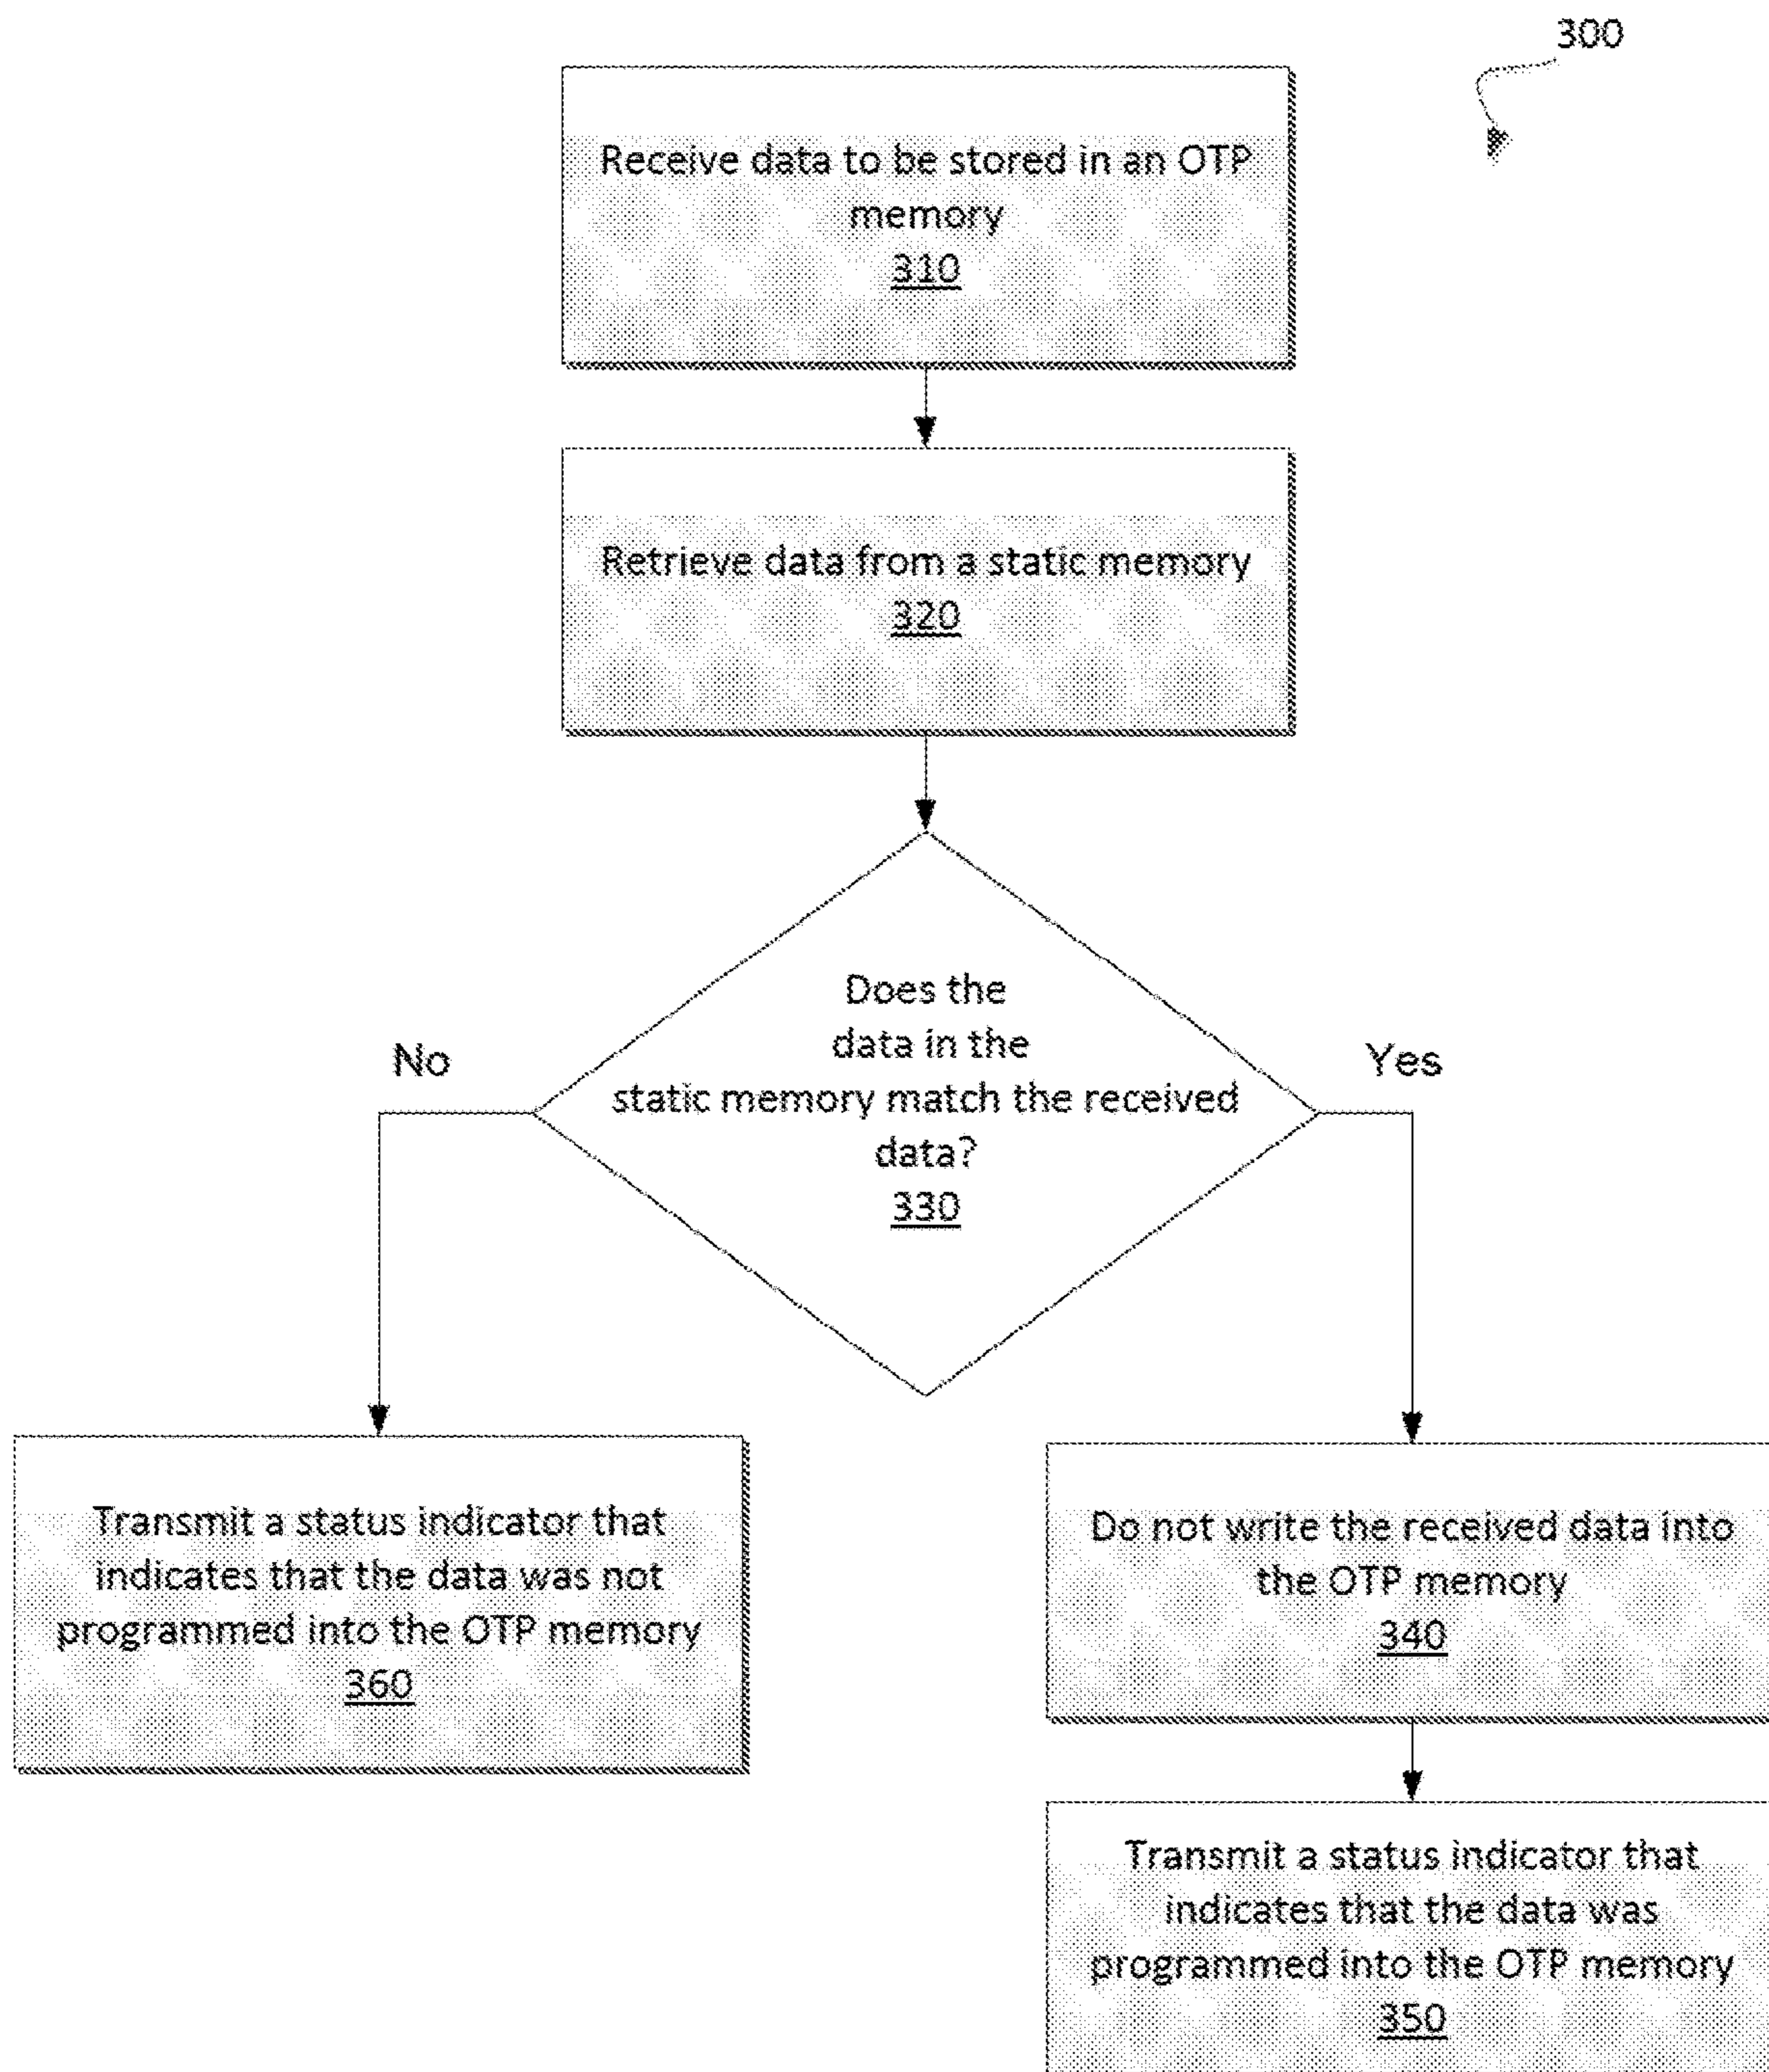 300
Receive data to be stored in an OTP
memory
310
Retrieve data from a static memory
320
Does the
data in the
static memory match the received
data?
330
No
Yes
Transmit a status indicator that
indicates that the data was not
programmed into the OTP memory
360
Do not write the received data into
the OTP memory
340
Transmit a status indicator that
indicates that the data was
programmed into the OTP memory
350